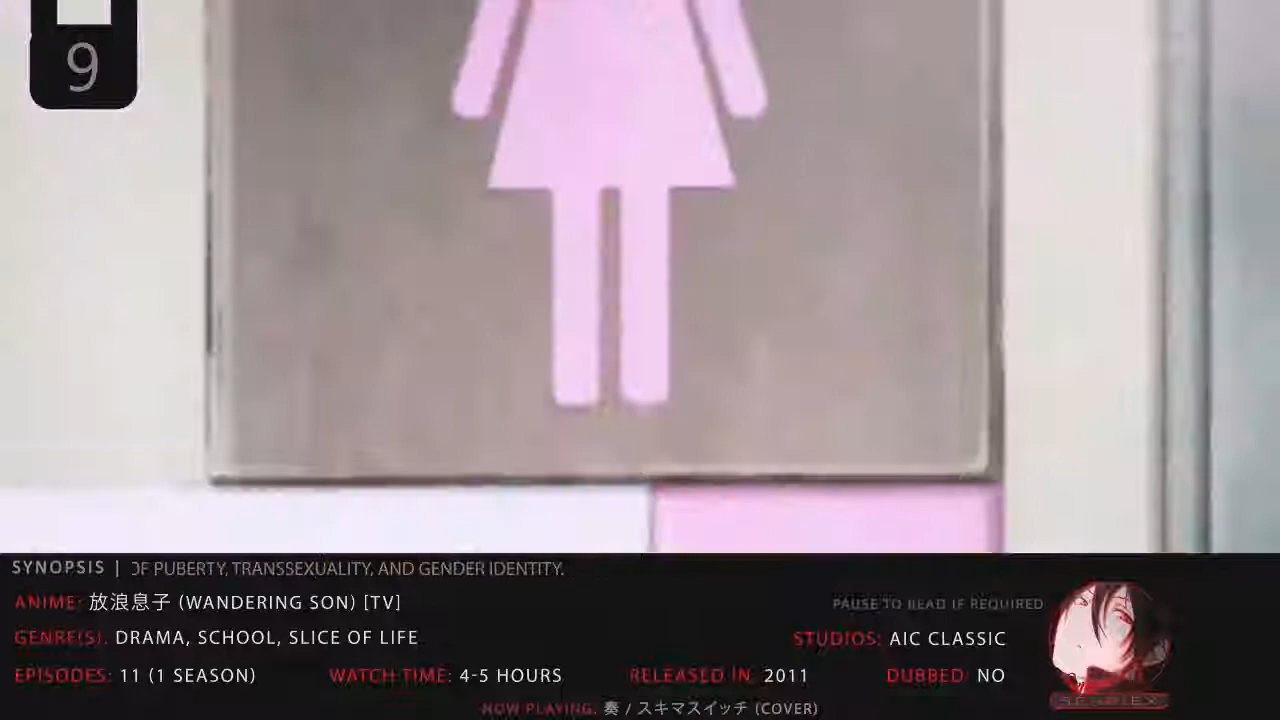 9
SYNOPSIS | OF PUBERTY, TRANSSEXUALITY, AND GENDER IDENTITY.
ANIME: 放浪息子 (WANDERING SON) [TV]
PAUSE TO READ IF REQUIRED
GENRE(S): DRAMA, SCHOOL, SLICE OF LIFE
STUDIOS: AIC CLASSIC
EPISODES: 11 (1 SEASON) WATCH TIME: 4-5 HOURS RELEASED IN: 2011 DUBBED: NO
NOW PLAYING: 奏 / スキマスイッチ (COVER)